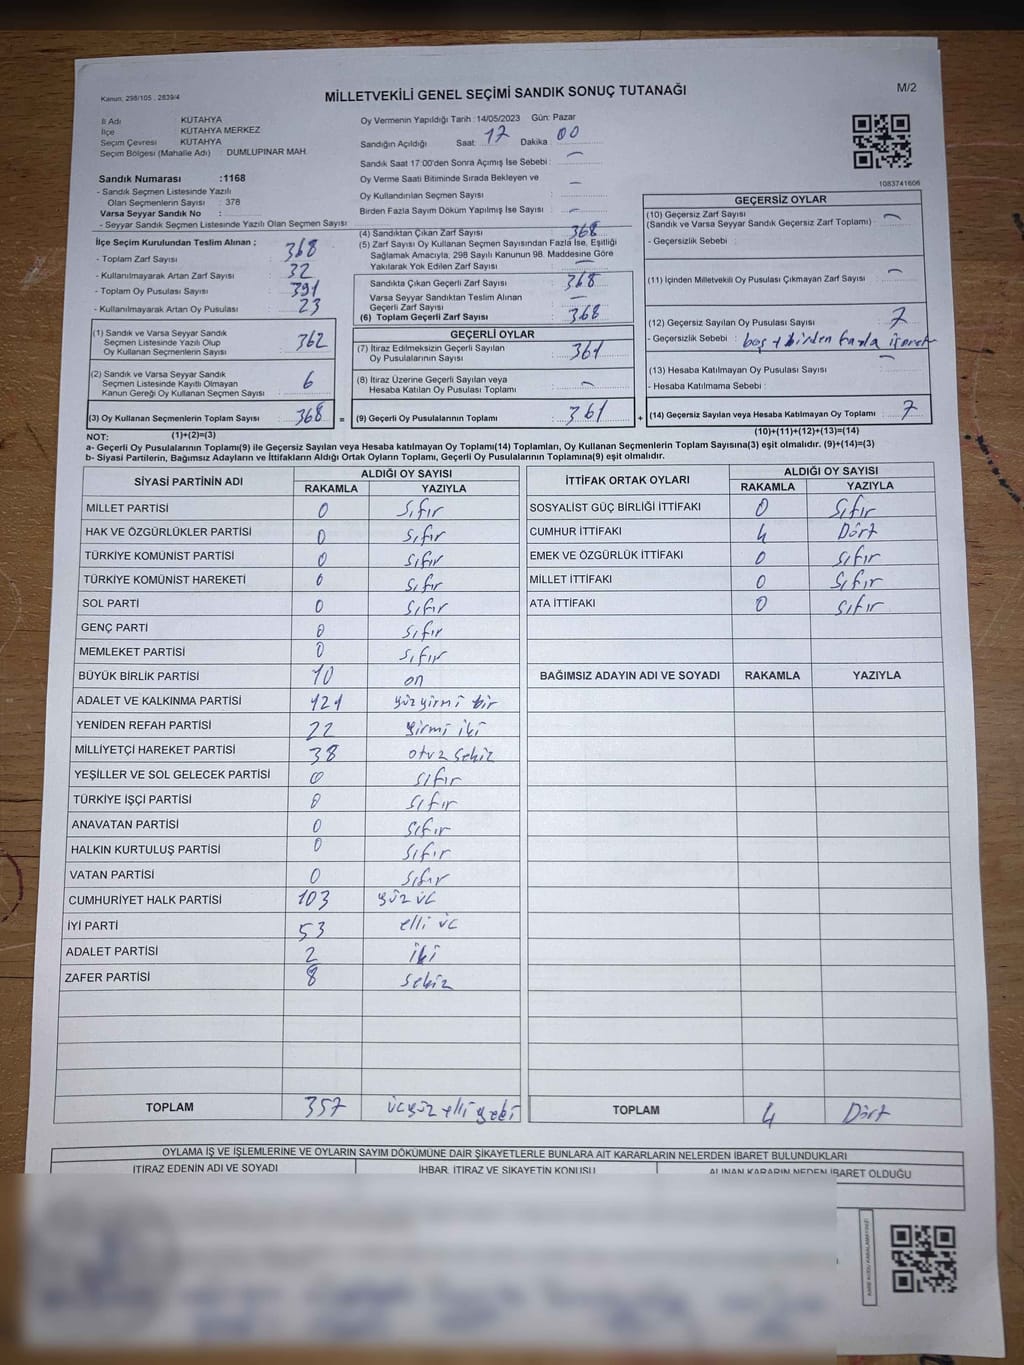 Kanun: 298/105 , 2839/4
MİLLETVEKİLİ GENEL SEÇİMİ SANDIK SONUÇ TUTANAĞI
M/2
İl Adı KÜTAHYA
İlçe KÜTAHYA MERKEZ
Seçim Çevresi KÜTAHYA
Seçim Bölgesi (Mahalle Adı) : DUMLUPINAR MAH.
Sandık Numarası :1168
- Sandık Seçmen Listesinde Yazılı
Olan Seçmenlerin Sayısı : 378
Varsa Seyyar Sandık No :
- Seyyar Sandık Seçmen Listesinde Yazılı Olan Seçmen Sayısı
Oy Vermenin Yapıldığı Tarih : 14/05/2023 Gün: Pazar
Sandığın Açıldığı Saat 17 Dakika 00
Sandık Saat 17:00'den Sonra Açımış İse Sebebi : —
Oy Verme Saati Bitiminde Sırada Bekleyen ve
Oy Kullandırılan Seçmen Sayısı —
Birden Fazla Sayım Döküm Yapılmış İse Sayısı —
1083741606
İlçe Seçim Kurulundan Teslim Alınan ;
- Toplam Zarf Sayısı 368
- Kullanılmayarak Artan Zarf Sayısı 32
- Toplam Oy Pusulası Sayısı 391
- Kullanılmayarak Artan Oy Pusulası 23
(4) Sandıktan Çıkan Zarf Sayısı 368
(5) Zarf Sayısı Oy Kullanan Seçmen Sayısından Fazla İse, Eşitliği
Sağlamak Amacıyla, 298 Sayılı Kanunun 98. Maddesine Göre
Yakılarak Yok Edilen Zarf Sayısı —
Sandıkta Çıkan Geçerli Zarf Sayısı 368
Varsa Seyyar Sandıktan Teslim Alınan
Geçerli Zarf Sayısı —
(6) Toplam Geçerli Zarf Sayısı 368
GEÇERSİZ OYLAR
(10) Geçersiz Zarf Sayısı —
(Sandık ve Varsa Seyyar Sandık Geçersiz Zarf Toplamı) :
- Geçersizlik Sebebi :
(11) İçinden Milletvekili Oy Pusulası Çıkmayan Zarf Sayısı —
(12) Geçersiz Sayılan Oy Pusulası Sayısı 7
- Geçersizlik Sebebi : boş + birden fazla işaret
(13) Hesaba Katılmayan Oy Pusulası Sayısı —
- Hesaba Katılmama Sebebi :
(14) Geçersiz Sayılan veya Hesaba Katılmayan Oy Toplamı : 7
(10)+(11)+(12)+(13)=(14)
(1) Sandık ve Varsa Seyyar Sandık
Seçmen Listesinde Yazılı Olup
Oy Kullanan Seçmenlerin Sayısı 362
(2) Sandık ve Varsa Seyyar Sandık
Seçmen Listesinde Kayıtlı Olmayan
Kanun Gereği Oy Kullanan Seçmen Sayısı 6
(3) Oy Kullanan Seçmenlerin Toplam Sayısı 368 =
(1)+(2)=(3)
GEÇERLİ OYLAR
(7) İtiraz Edilmeksizin Geçerli Sayılan
Oy Pusulalarının Sayısı 361
(8) İtiraz Üzerine Geçerli Sayılan veya
Hesaba Katılan Oy Pusulası Toplamı —
(9) Geçerli Oy Pusulalarının Toplamı 361 +
NOT:
a- Geçerli Oy Pusulaları Toplamı(9) ile Geçersiz Sayılan veya Hesaba katılmayan Oy Toplamı(14) Toplamları, Oy Kullanan Seçmenlerin Toplam Sayısına(3) eşit olmalıdır. (9)+(14)=(3)
b- Siyasi Partilerin, Bağımsız Adayların ve İttifakların Aldığı Ortak Oyların Toplamı, Geçerli Oy Pusulalarının Toplamına(9) eşit olmalıdır.
SİYASİ PARTİNİN ADI ALDIĞI OY SAYISI
RAKAMLA YAZIYLA
MİLLET PARTİSİ 0 Sıfır
HAK VE ÖZGÜRLÜKLER PARTİSİ 0 Sıfır
TÜRKİYE KOMÜNİST PARTİSİ 0 Sıfır
TÜRKİYE KOMÜNİST HAREKETİ 0 Sıfır
SOL PARTİ 0 Sıfır
GENÇ PARTİ 0 Sıfır
MEMLEKET PARTİSİ 0 Sıfır
BÜYÜK BİRLİK PARTİSİ 10 on
ADALET VE KALKINMA PARTİSİ 121 yüzyirmi bir
YENİDEN REFAH PARTİSİ 22 yirmi iki
MİLLİYETÇİ HAREKET PARTİSİ 38 otuz sekiz
YEŞİLLER VE SOL GELECEK PARTİSİ 0 sıfır
TÜRKİYE İŞÇİ PARTİSİ 0 Sıfır
ANAVATAN PARTİSİ 0 Sıfır
HALKIN KURTULUŞ PARTİSİ 0 Sıfır
VATAN PARTİSİ 0 Sıfır
CUMHURİYET HALK PARTİSİ 103 yüz üç
İYİ PARTİ 53 elli üç
ADALET PARTİSİ 2 iki
ZAFER PARTİSİ 8 sekiz
TOPLAM 357 üçyüz elli yedi
İTTİFAK ORTAK OYLARI ALDIĞI OY SAYISI
RAKAMLA YAZIYLA
SOSYALİST GÜÇ BİRLİĞİ İTTİFAKI 0 Sıfır
CUMHUR İTTİFAKI 4 Dört
EMEK VE ÖZGÜRLÜK İTTİFAKI 0 Sıfır
MİLLET İTTİFAKI 0 Sıfır
ATA İTTİFAKI 0 Sıfır
BAĞIMSIZ ADAYIN ADI VE SOYADI RAKAMLA YAZIYLA
TOPLAM 4 Dört
OYLAMA İŞ VE İŞLEMLERİNE VE OYLARIN SAYIM DÖKÜMÜNE DAİR ŞİKAYETLERLE BUNLARA AİT KARARLARIN NELERDEN İBARET BULUNDUKLARI
İTİRAZ EDENİN ADI VE SOYADI İHBAR, İTİRAZ VE ŞİKAYETİN KONUSU ALINAN KARARIN NEDEN İBARET OLDUĞU